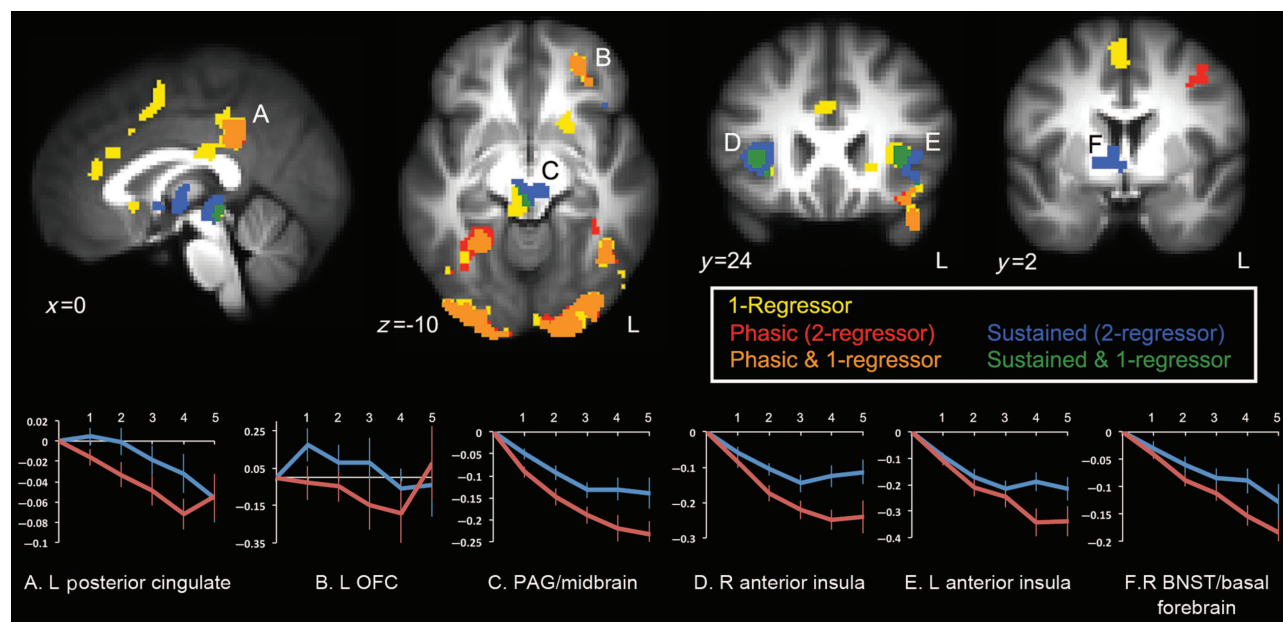 A
B
C
D
E
F
x=0
z=-10
L
y=24
L
y=2
L
1-Regressor
Phasic (2-regressor)
Sustained (2-regressor)
Phasic & 1-regressor
Sustained & 1-regressor
0.02
0
−0.02
−0.04
−0.06
−0.08
−0.1
1 2 3 4 5
0.25
0.05
−0.15
−0.35
1 2 3 4 5
0
−0.05
−0.1
−0.15
−0.2
−0.25
1 2 3 4 5
0
−0.1
−0.2
−0.3
1 2 3 4 5
0
−0.1
−0.2
−0.3
−0.4
1 2 3 4 5
0
−0.05
−0.1
−0.15
−0.2
1 2 3 4 5
A. L posterior cingulate
B. L OFC
C. PAG/midbrain
D. R anterior insula
E. L anterior insula
F.R BNST/basal
forebrain